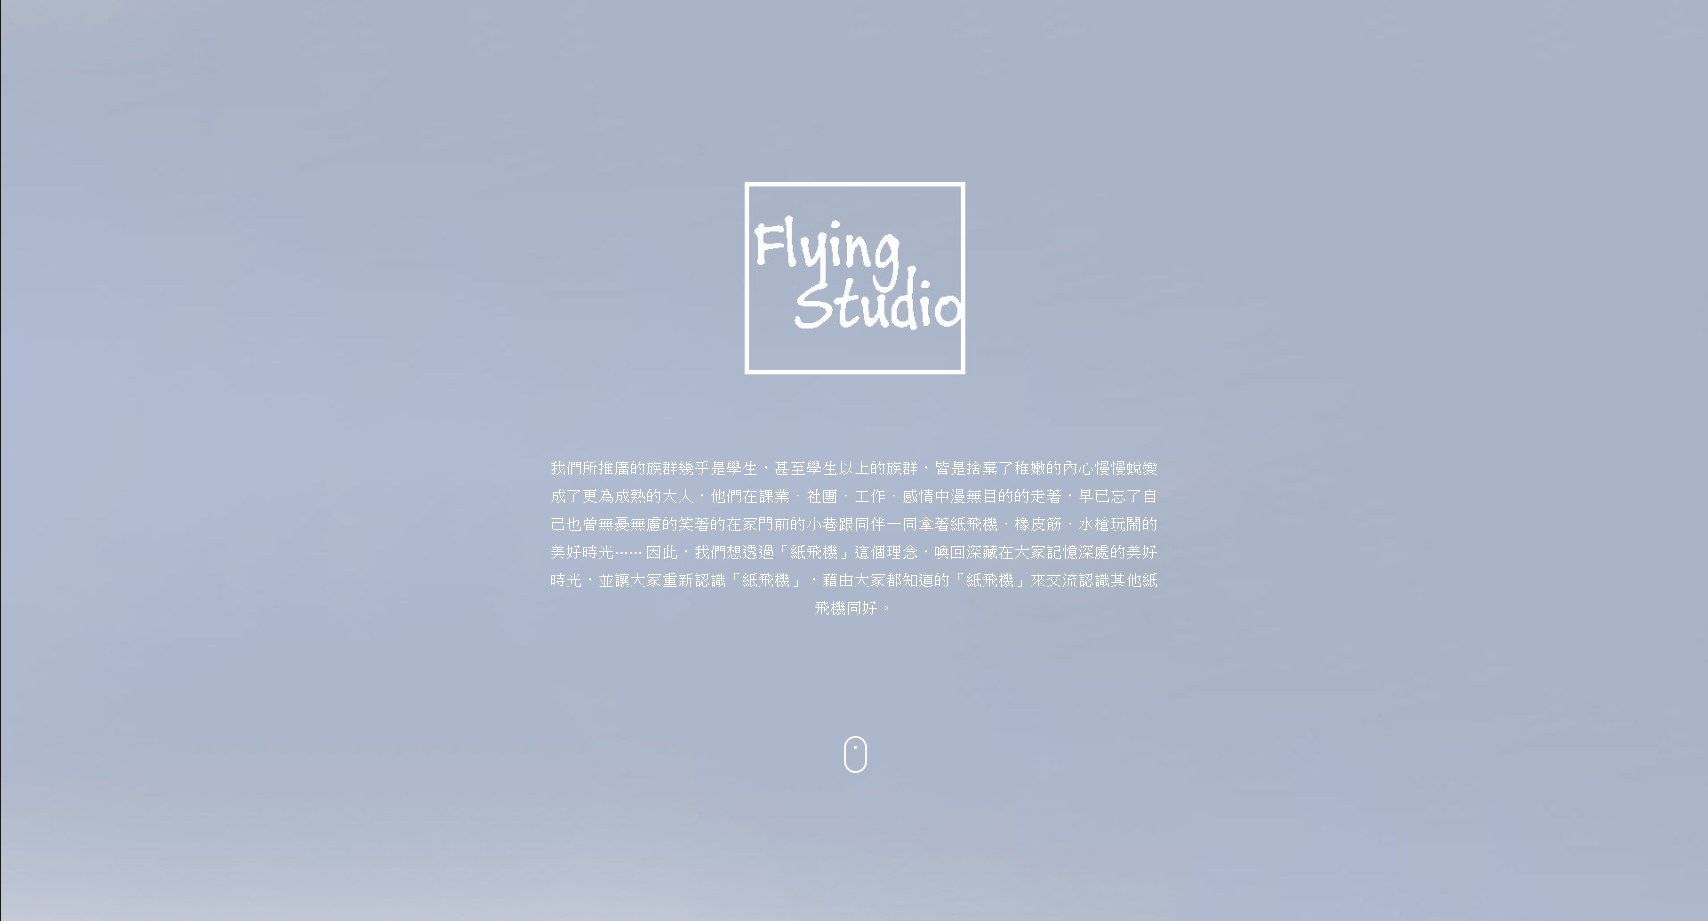 Flying
Studio
我們所推廣的族群幾乎是學生，甚至學生以上的族群，皆是捨棄了稚嫩的內心慢慢蛻變
成了更為成熟的大人，他們在課業、社團、工作、感情中漫無目的的走著，早已忘了自
己也曾無憂無慮的笑著的在家門前的小巷跟同伴一同拿著紙飛機、橡皮筋、水槍玩鬧的
美好時光⋯⋯ 因此，我們想透過「紙飛機」這個理念，喚回深藏在大家記憶深處的美好
時光，並讓大家重新認識「紙飛機」，藉由大家都知道的「紙飛機」來交流認識其他紙
飛機同好。